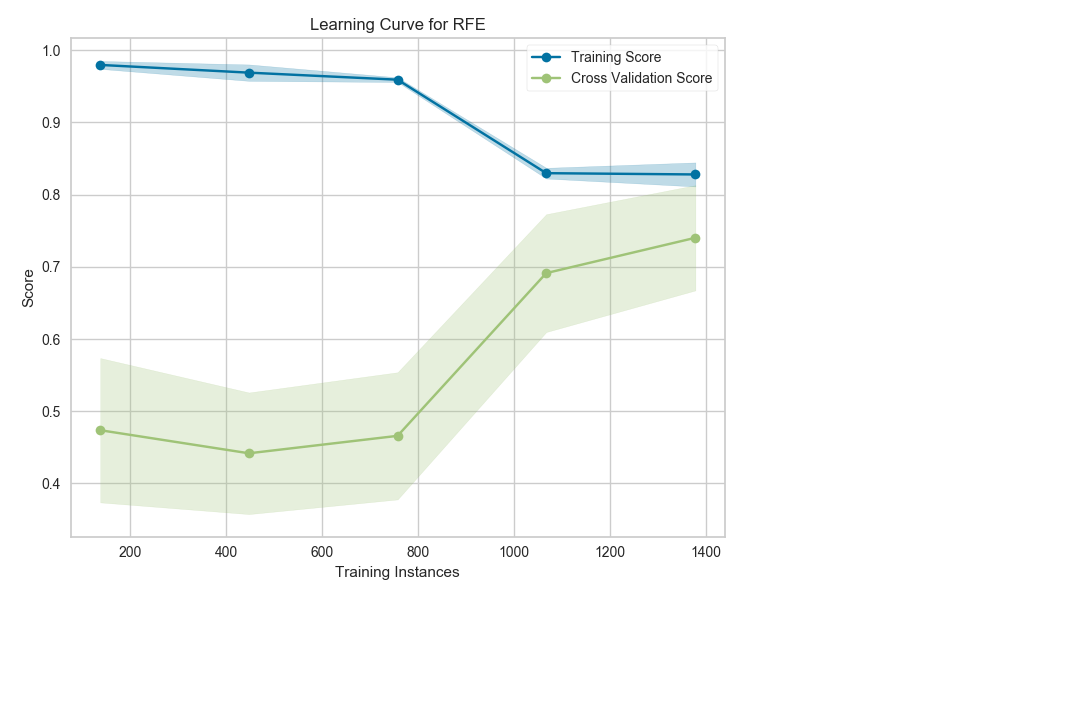 Learning Curve for RFE
1.0
0.9
0.8
0.7
0.6
0.5
0.4
Score
Training Score
Cross Validation Score
200 400 600 800 1000 1200 1400
Training Instances